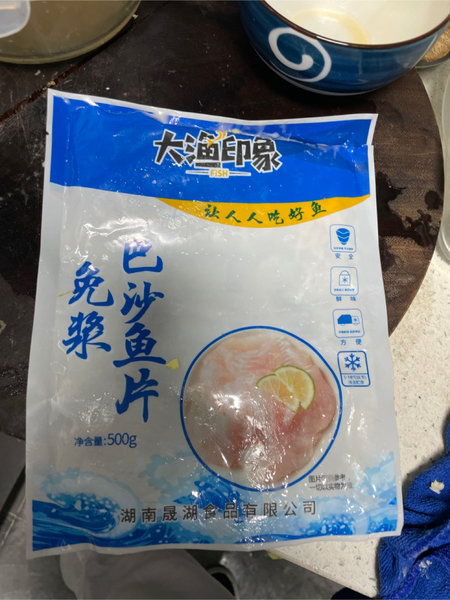 大渔印象
FISH
让人人吃好鱼
安全
鲜味
方便
巴沙鱼片
免浆
净含量:500g
湖南晟湖食品有限公司